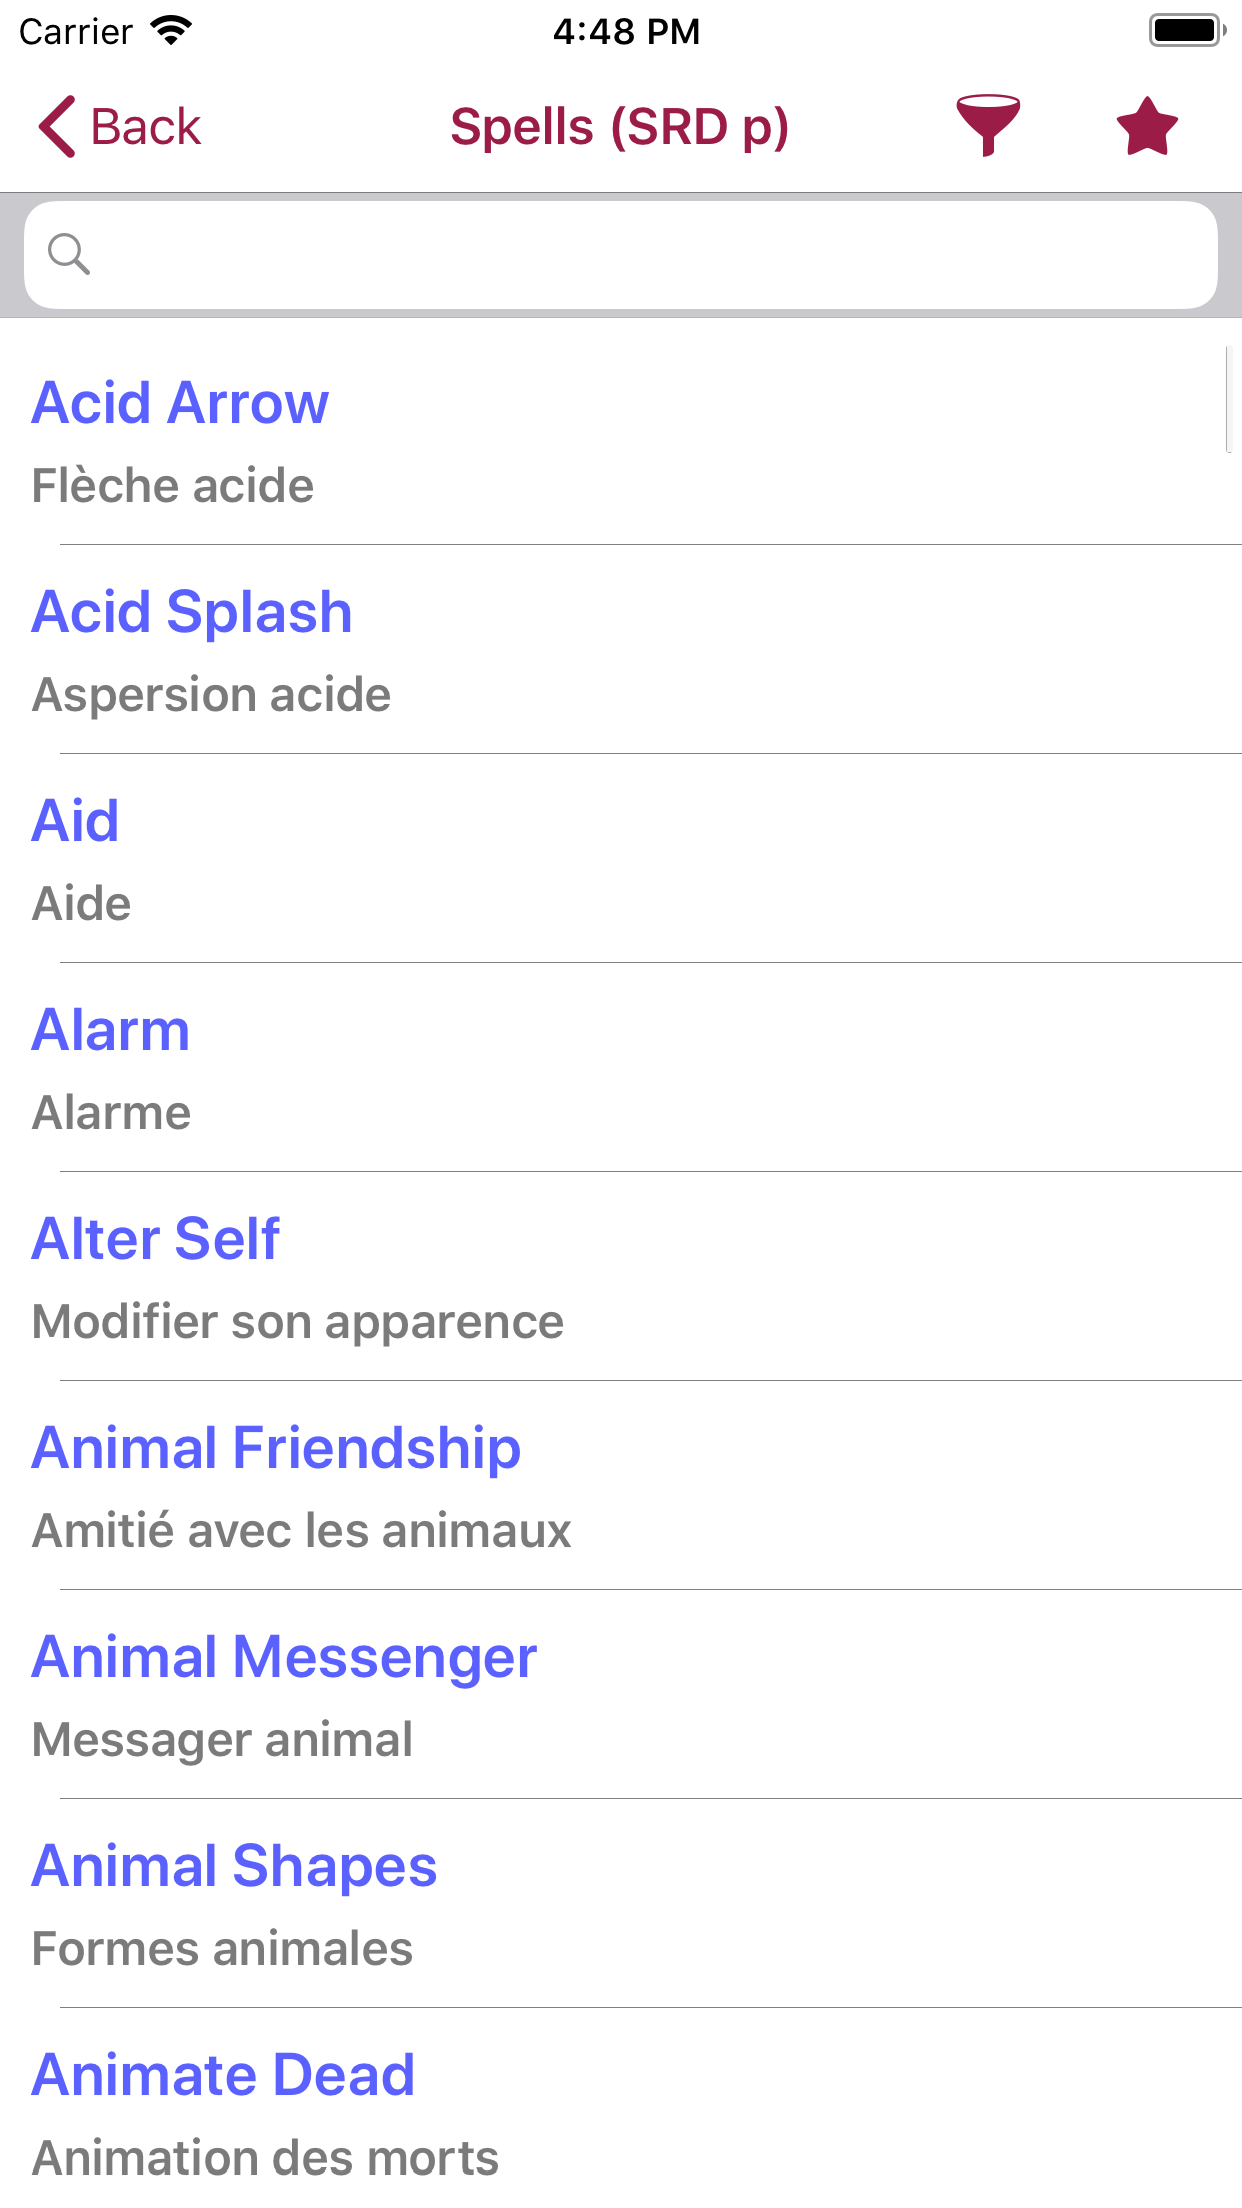 Carrier 4:48 PM
Back Spells (SRD p)
Acid Arrow
Flèche acide
Acid Splash
Aspersion acide
Aid
Aide
Alarm
Alarme
Alter Self
Modifier son apparence
Animal Friendship
Amitié avec les animaux
Animal Messenger
Messager animal
Animal Shapes
Formes animales
Animate Dead
Animation des morts